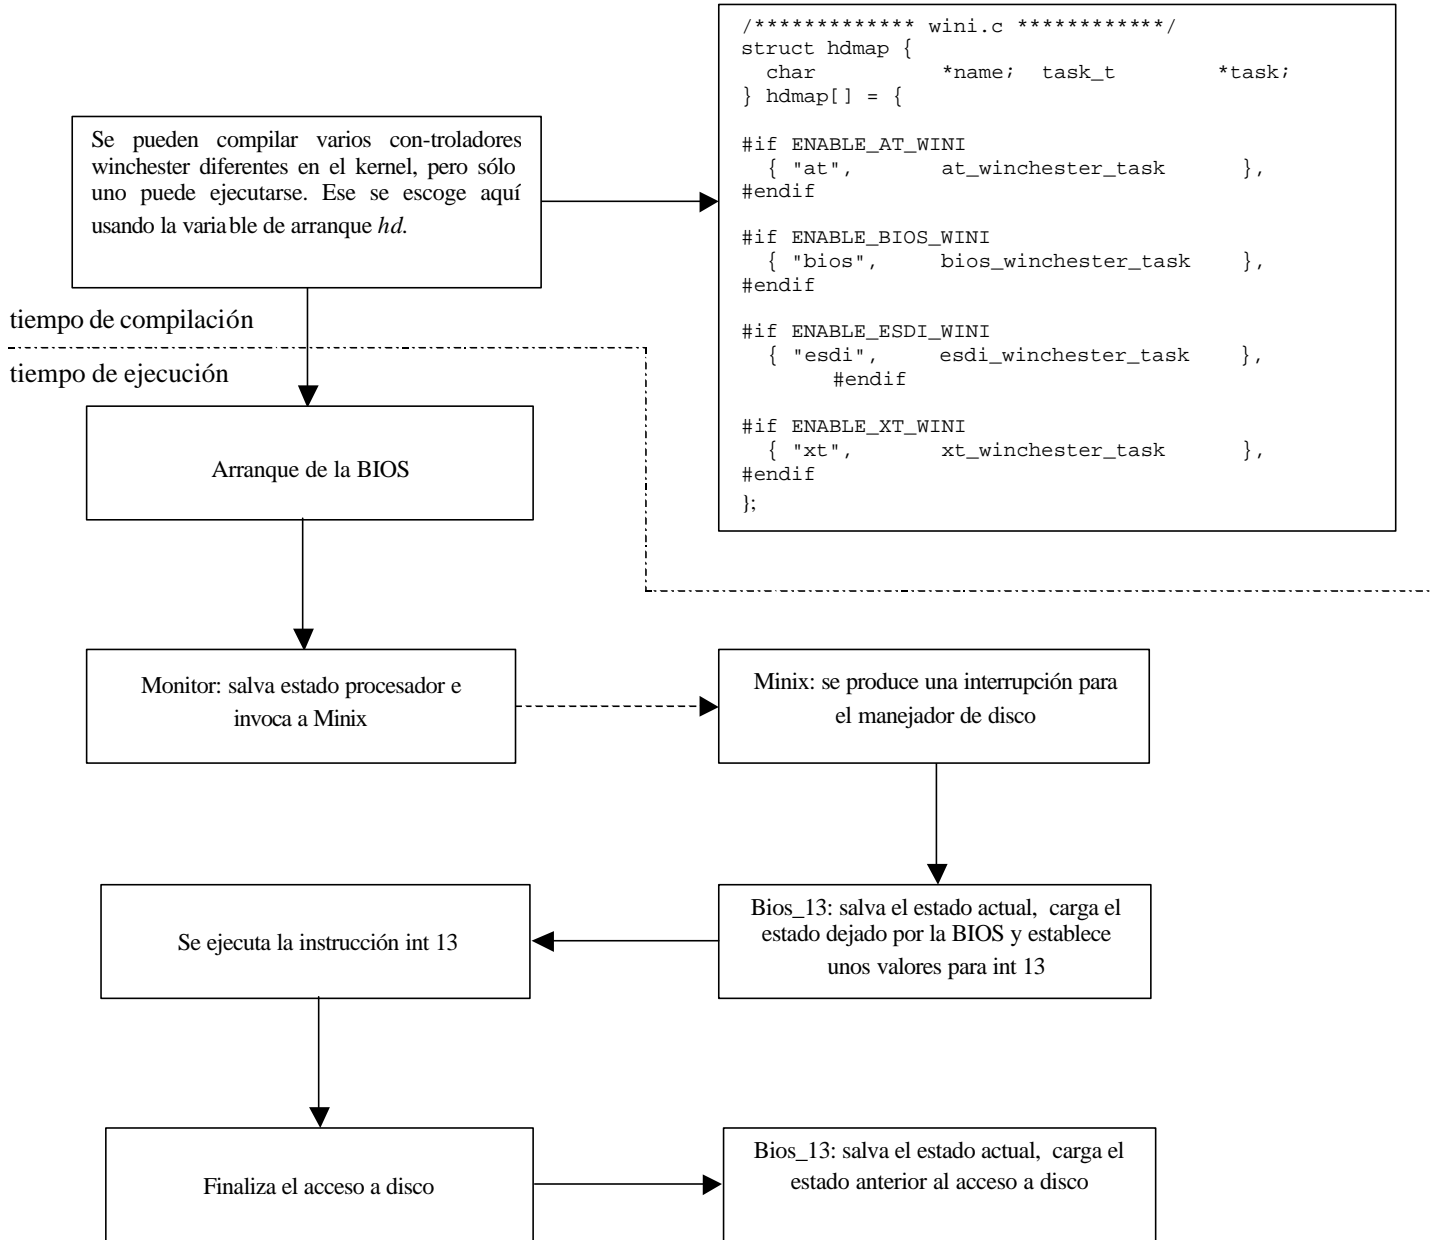 /************* wini.c ************/
struct hdmap {
  char          *name;  task_t        *task;
} hdmap[] = {
#if ENABLE_AT_WINI
  { "at",       at_winchester_task      },
#endif
#if ENABLE_BIOS_WINI
  { "bios",     bios_winchester_task    },
#endif
#if ENABLE_ESDI_WINI
  { "esdi",     esdi_winchester_task    },
        #endif
#if ENABLE_XT_WINI
  { "xt",       xt_winchester_task      },
#endif
};
Se pueden compilar varios con-troladores
winchester diferentes en el kernel, pero sólo
uno puede ejecutarse. Ese se escoge aquí
usando la variable de arranque hd.
tiempo de compilación
tiempo de ejecución
Arranque de la BIOS
Monitor: salva estado procesador e
invoca a Minix
Minix: se produce una interrupción para
el manejador de disco
Bios_13: salva el estado actual, carga el
estado dejado por la BIOS y establece
unos valores para int 13
Se ejecuta la instrucción int 13
Finaliza el acceso a disco
Bios_13: salva el estado actual, carga el
estado anterior al acceso a disco